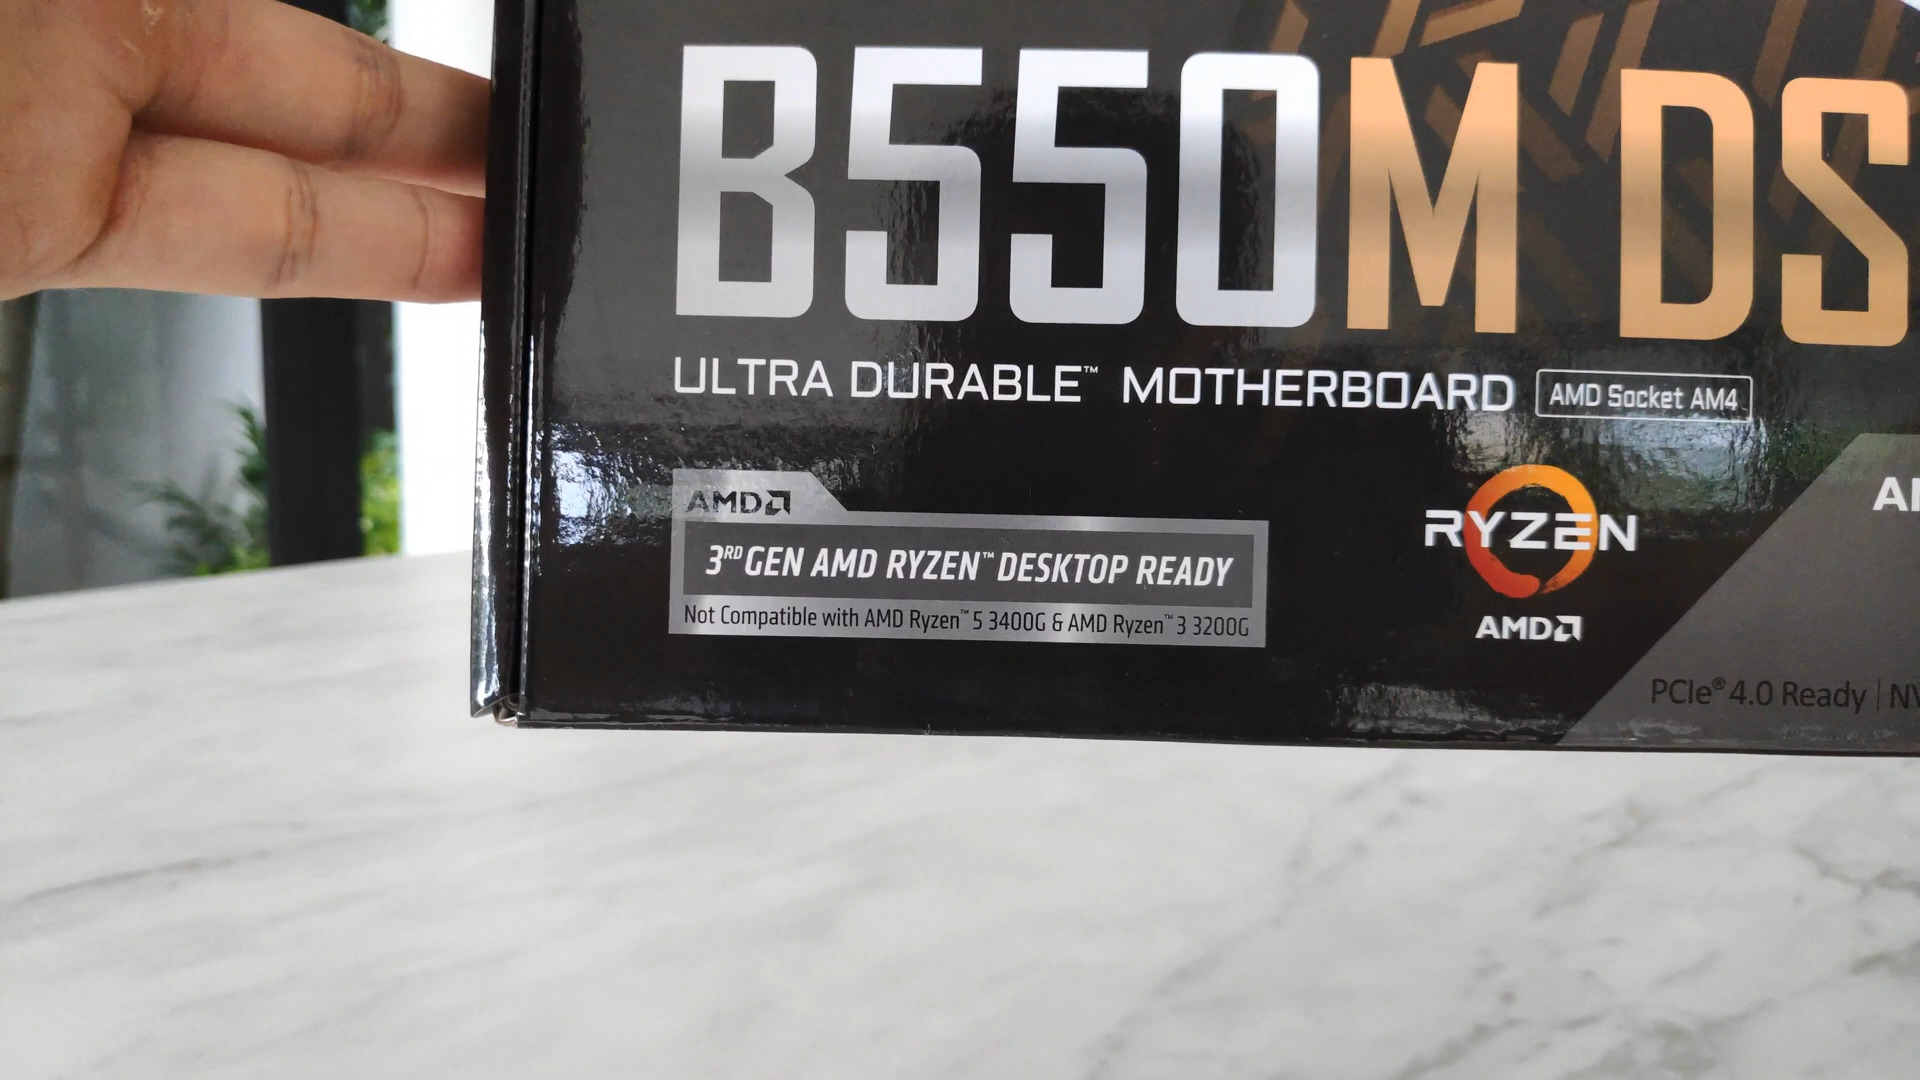 B550M DS
ULTRA DURABLE™ MOTHERBOARD AMD Socket AM4
AMD
3RD GEN AMD RYZEN™ DESKTOP READY
Not Compatible with AMD Ryzen™ 5 3400G & AMD Ryzen™ 3 3200G
RYZEN
AMD
PCIe® 4.0 Ready |